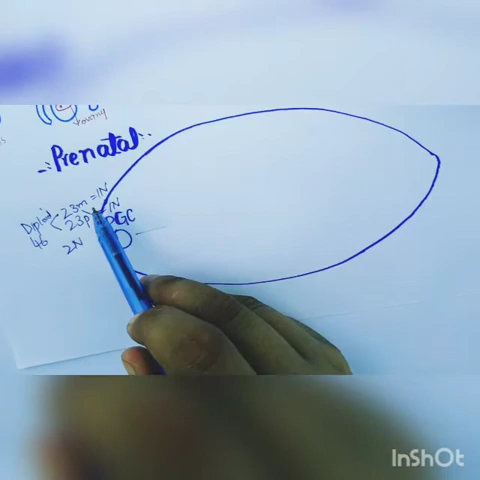 -: Prenatal :-
Diploid
46
23m = 1N
23p = 1N
2N
PGC
InShOt